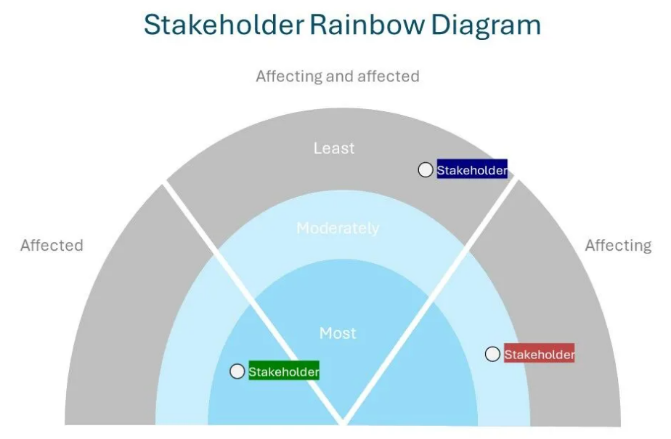 Stakeholder Rainbow Diagram
Affecting and affected
Least
Stakeholder
Moderately
Affected
Affecting
Most
Stakeholder
Stakeholder